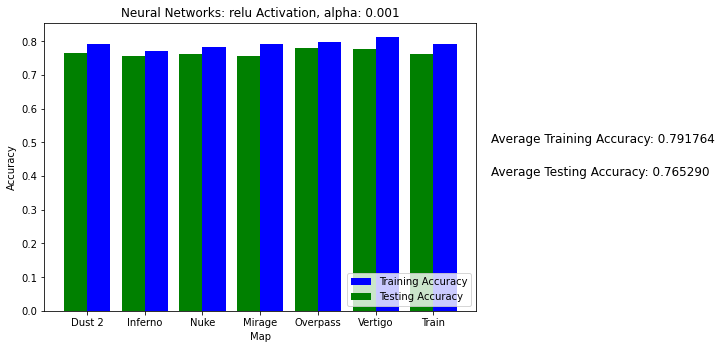 Neural Networks: relu Activation, alpha: 0.001
0.8
0.7
0.6
0.5
0.4
0.3
0.2
0.1
0.0
Accuracy
Dust 2 Inferno Nuke Mirage Overpass Vertigo Train
Map
Training Accuracy
Testing Accuracy
Average Training Accuracy: 0.791764
Average Testing Accuracy: 0.765290